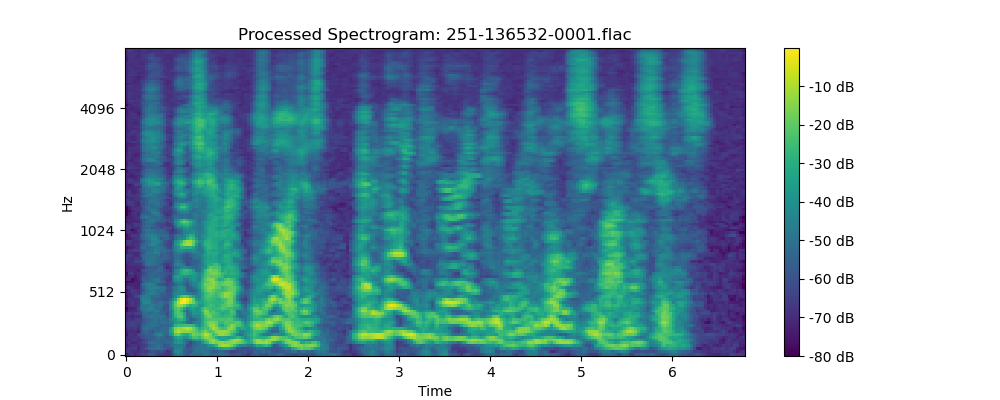 Processed Spectrogram: 251-136532-0001.flac
Hz
4096
2048
1024
512
0
0 1 2 3 4 5 6
Time
-10 dB
-20 dB
-30 dB
-40 dB
-50 dB
-60 dB
-70 dB
-80 dB